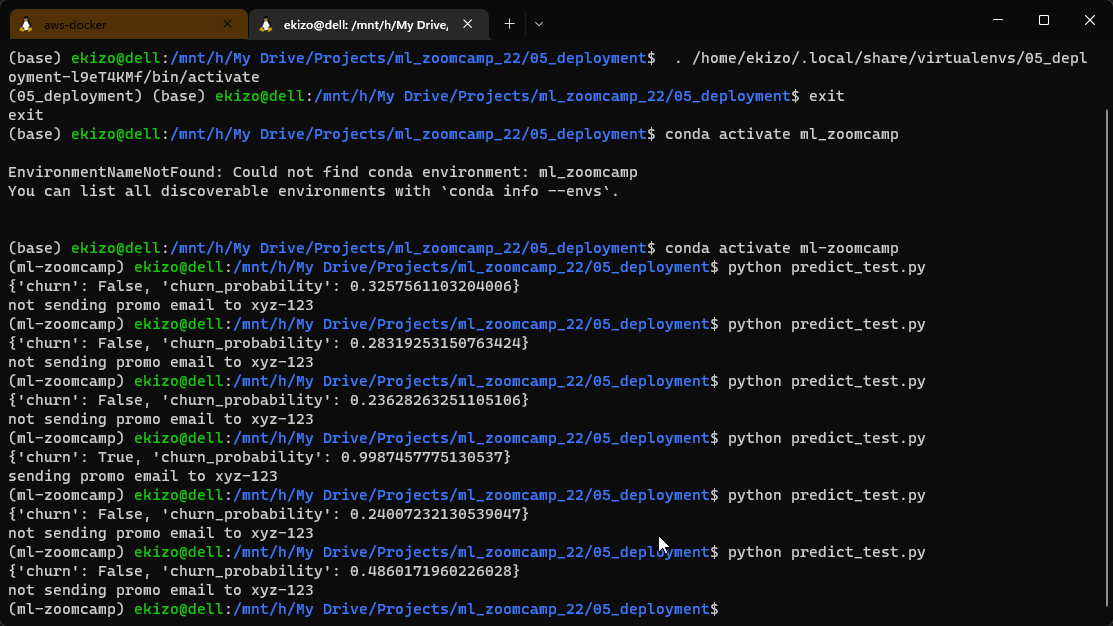 aws-docker
ekizo@dell: /mnt/h/My Drive,
(base) ekizo@dell:/mnt/h/My Drive/Projects/ml_zoomcamp_22/05_deployment$  . /home/ekizo/.local/share/virtualenvs/05_depl
oyment-l9eT4KMf/bin/activate
(05_deployment) (base) ekizo@dell:/mnt/h/My Drive/Projects/ml_zoomcamp_22/05_deployment$ exit
exit
(base) ekizo@dell:/mnt/h/My Drive/Projects/ml_zoomcamp_22/05_deployment$ conda activate ml_zoomcamp
EnvironmentNameNotFound: Could not find conda environment: ml_zoomcamp
You can list all discoverable environments with `conda info --envs`.
(base) ekizo@dell:/mnt/h/My Drive/Projects/ml_zoomcamp_22/05_deployment$ conda activate ml-zoomcamp
(ml-zoomcamp) ekizo@dell:/mnt/h/My Drive/Projects/ml_zoomcamp_22/05_deployment$ python predict_test.py
{'churn': False, 'churn_probability': 0.3257561103204006}
not sending promo email to xyz-123
(ml-zoomcamp) ekizo@dell:/mnt/h/My Drive/Projects/ml_zoomcamp_22/05_deployment$ python predict_test.py
{'churn': False, 'churn_probability': 0.28319253150763424}
not sending promo email to xyz-123
(ml-zoomcamp) ekizo@dell:/mnt/h/My Drive/Projects/ml_zoomcamp_22/05_deployment$ python predict_test.py
{'churn': False, 'churn_probability': 0.23628263251105106}
not sending promo email to xyz-123
(ml-zoomcamp) ekizo@dell:/mnt/h/My Drive/Projects/ml_zoomcamp_22/05_deployment$ python predict_test.py
{'churn': True, 'churn_probability': 0.9987457775130537}
sending promo email to xyz-123
(ml-zoomcamp) ekizo@dell:/mnt/h/My Drive/Projects/ml_zoomcamp_22/05_deployment$ python predict_test.py
{'churn': False, 'churn_probability': 0.24007232130539047}
not sending promo email to xyz-123
(ml-zoomcamp) ekizo@dell:/mnt/h/My Drive/Projects/ml_zoomcamp_22/05_deployment$ python predict_test.py
{'churn': False, 'churn_probability': 0.4860171960226028}
not sending promo email to xyz-123
(ml-zoomcamp) ekizo@dell:/mnt/h/My Drive/Projects/ml_zoomcamp_22/05_deployment$